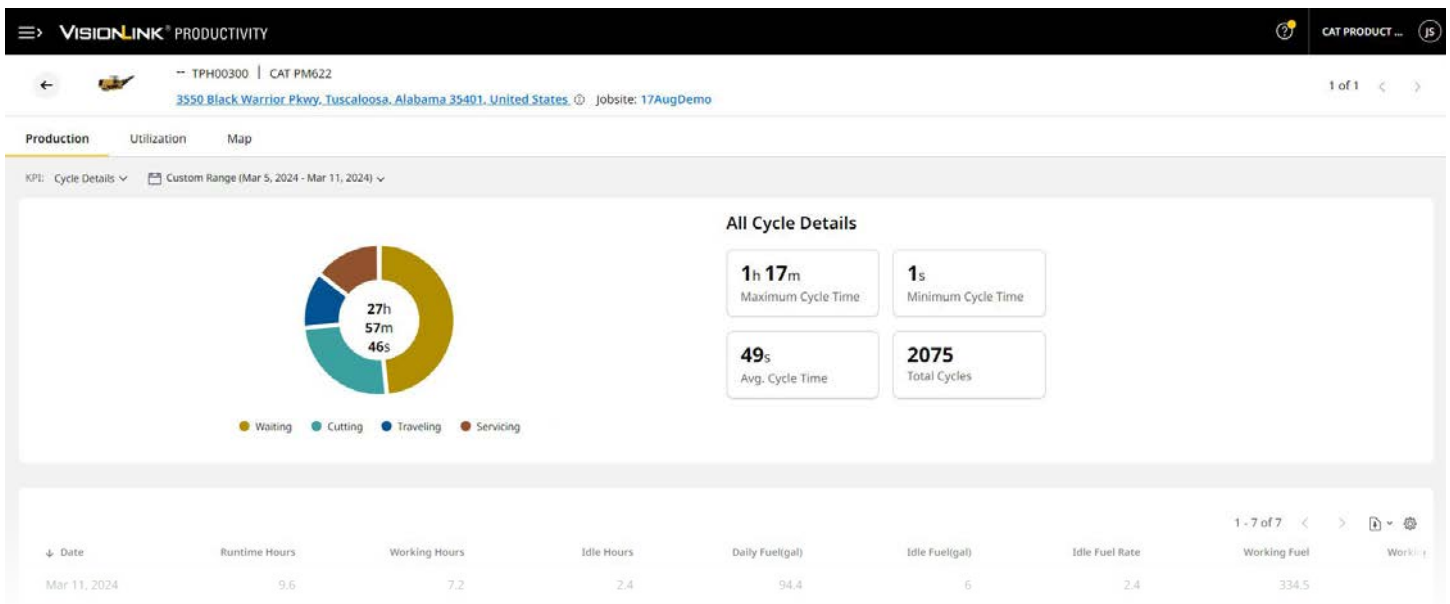 VISIONLINK® PRODUCTIVITY
CAT PRODUCT ... JS
-- TPH00300 | CAT PM622
3550 Black Warrior Pkwy, Tuscaloosa, Alabama 35401, United States Jobsite: 17AugDemo
1 of 1
Production Utilization Map
KPI: Cycle Details Custom Range (Mar 5, 2024 - Mar 11, 2024)
27h
57m
46s
Waiting Cutting Traveling Servicing
All Cycle Details
1h 17m
Maximum Cycle Time
1s
Minimum Cycle Time
49s
Avg. Cycle Time
2075
Total Cycles
1 - 7 of 7
Date Runtime Hours Working Hours Idle Hours Daily Fuel(gal) Idle Fuel(gal) Idle Fuel Rate Working Fuel
Mar 11, 2024 9.6 7.2 2.4 94.4 6 2.4 334.5